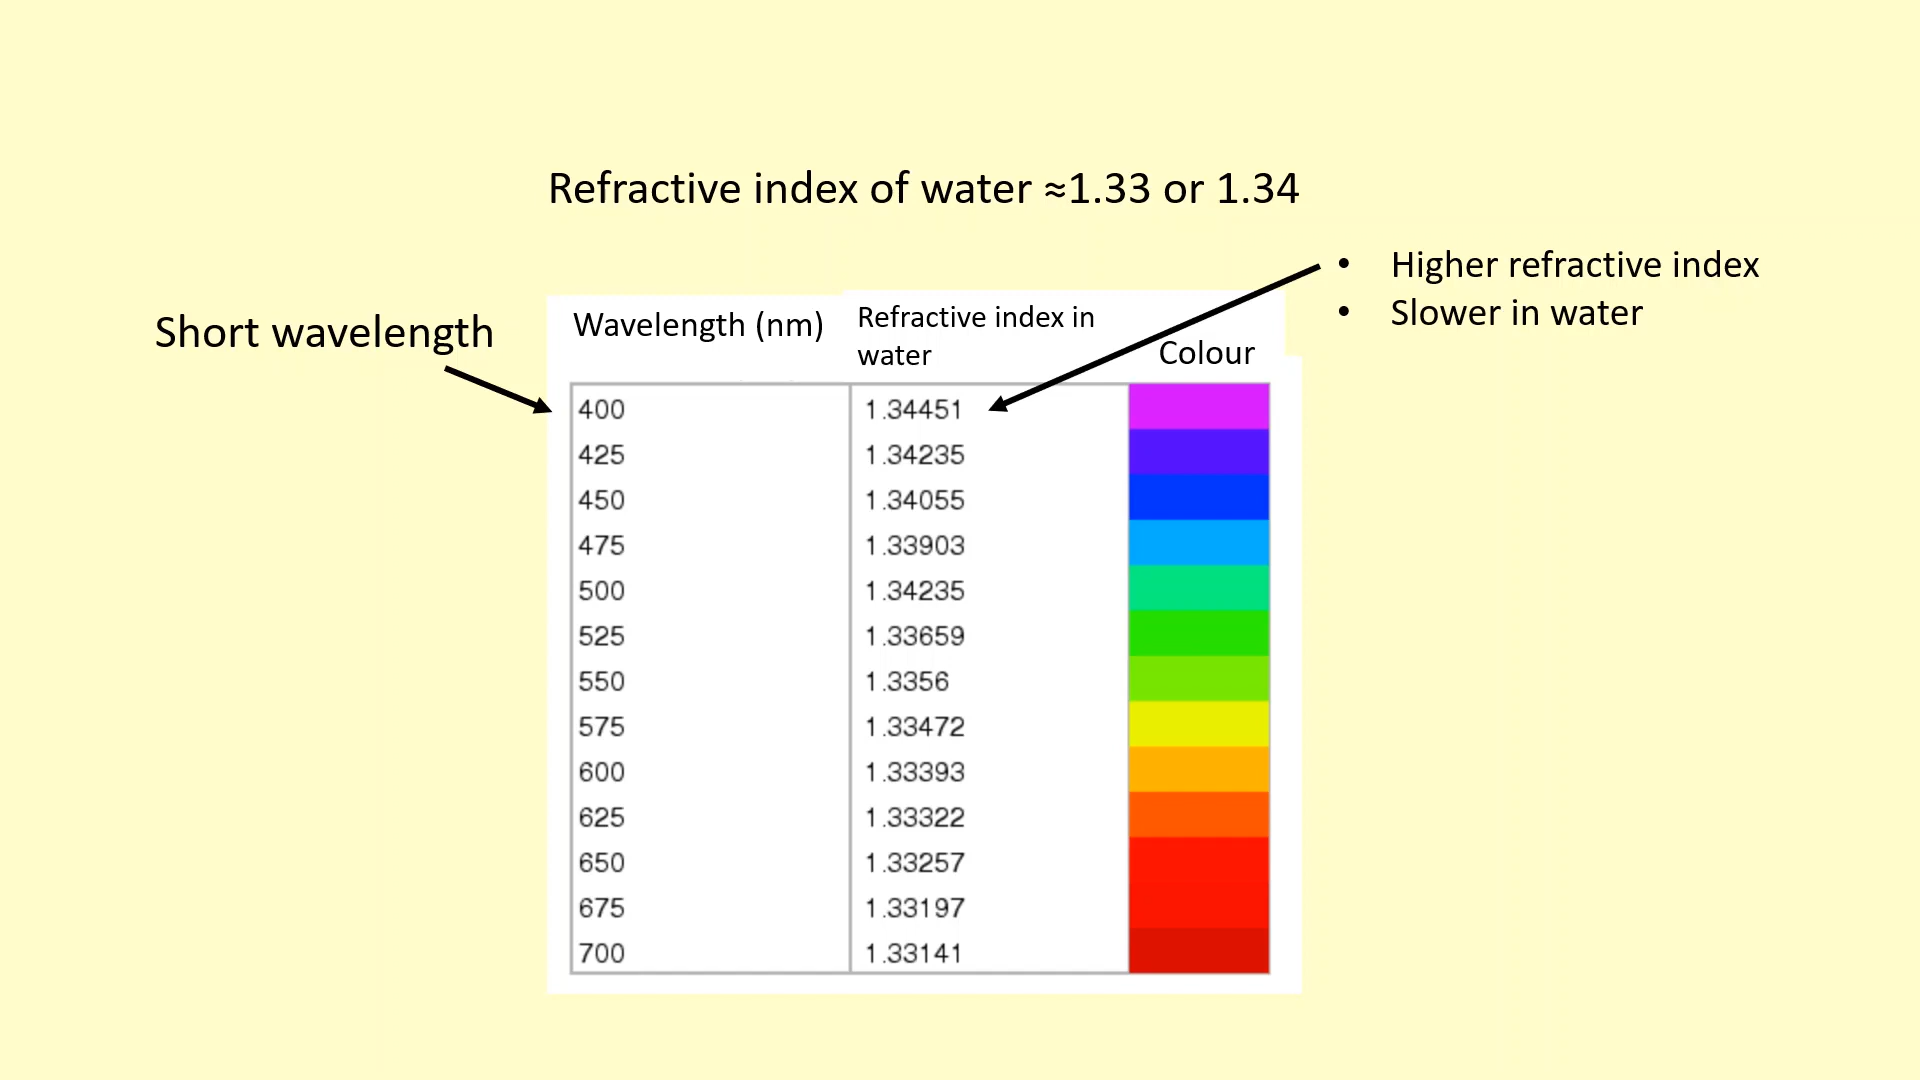 Refractive index of water ≈1.33 or 1.34
• Higher refractive index
• Slower in water
Short wavelength
Wavelength (nm) Refractive index in
water
Colour
400 1.34451
425 1.34235
450 1.34055
475 1.33903
500 1.34235
525 1.33659
550 1.3356
575 1.33472
600 1.33393
625 1.33322
650 1.33257
675 1.33197
700 1.33141